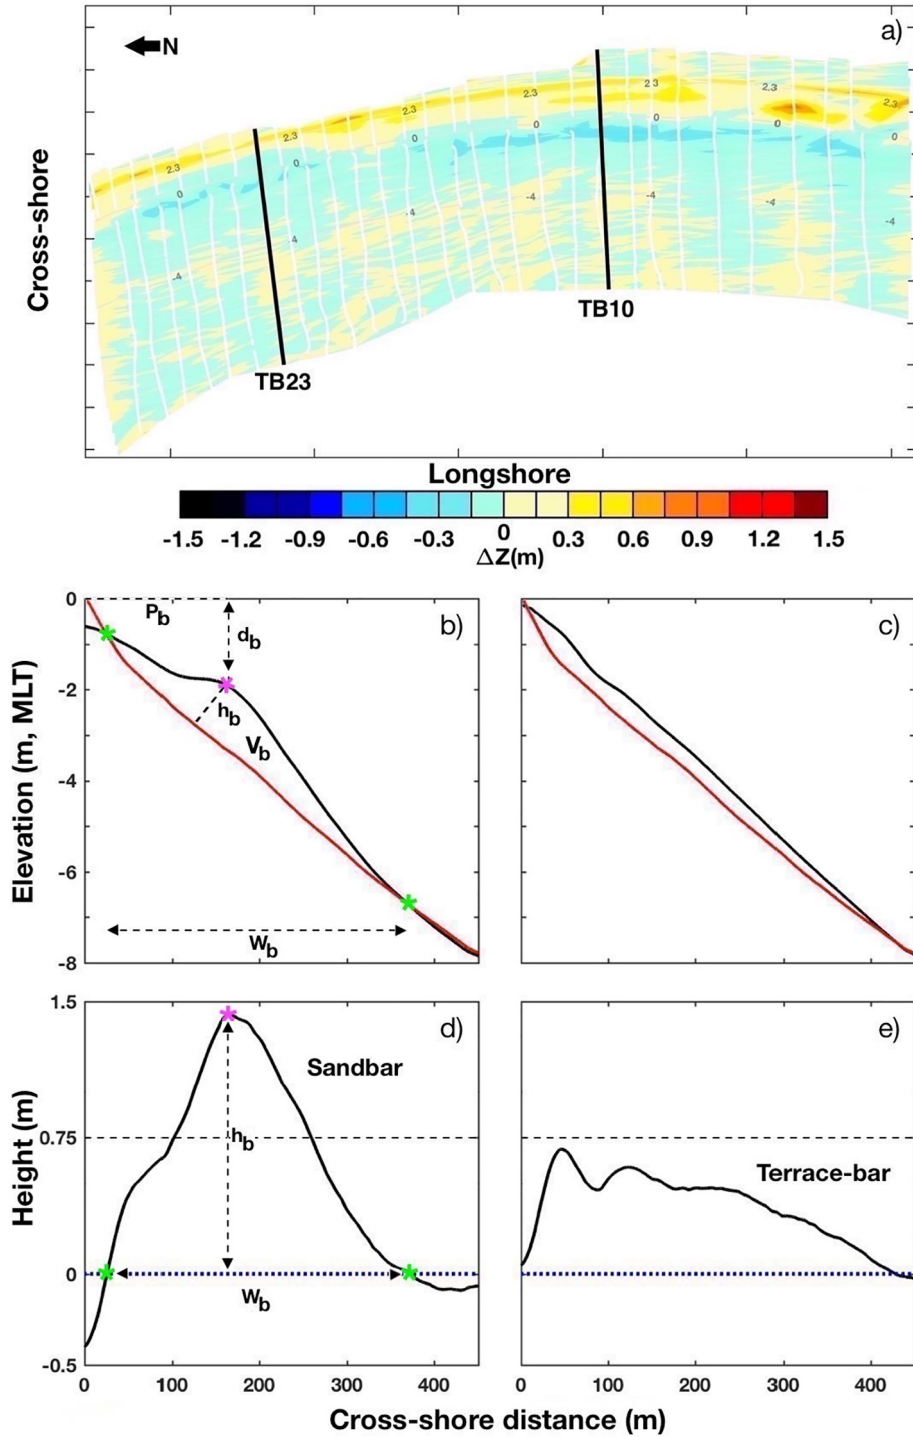 a)
N
2.3
2.3
2.3
2.3
2.3
2.3
2.3
0
0
0
0
0
0
0
-4
-4
-4
-4
-4
-4
-4
Cross-shore
TB10
TB23
Longshore
-1.5 -1.2 -0.9 -0.6 -0.3 0 0.3 0.6 0.9 1.2 1.5
ΔZ(m)
b)
0
-2
-4
-6
-8
Elevation (m, MLT)
Pb
db
hb
Vb
Wb
c)
d)
1.5
0.75
0
-0.5
Height (m)
Sandbar
hb
Wb
0 100 200 300 400
e)
Terrace-bar
0 100 200 300 400
Cross-shore distance (m)